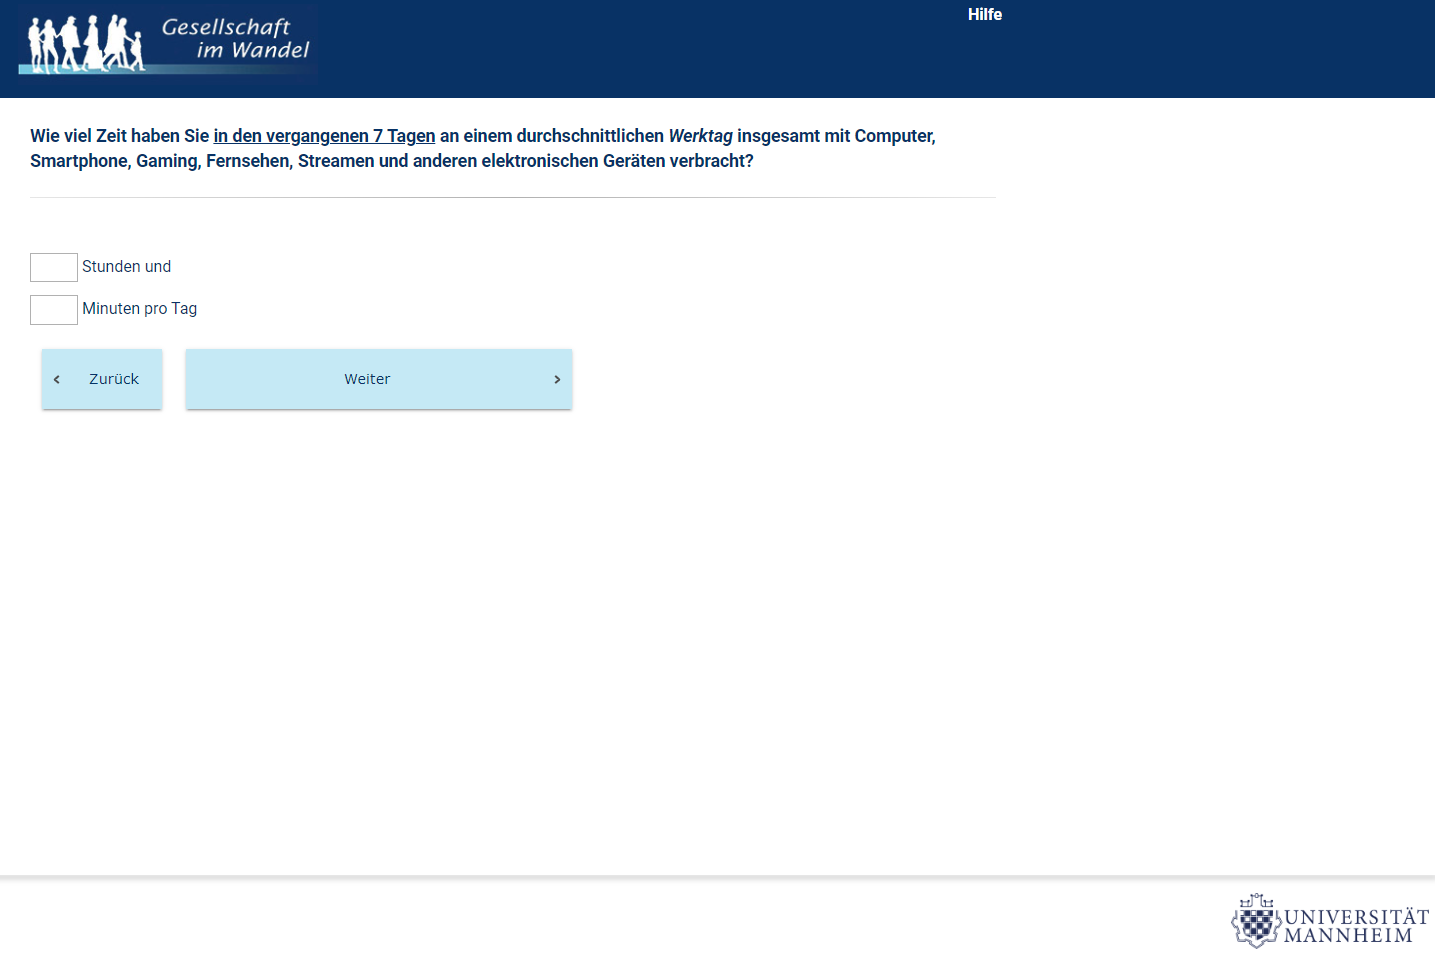 Gesellschaft
im Wandel
Hilfe
Wie viel Zeit haben Sie in den vergangenen 7 Tagen an einem durchschnittlichen Werktag insgesamt mit Computer,
Smartphone, Gaming, Fernsehen, Streamen und anderen elektronischen Geräten verbracht?
Stunden und
Minuten pro Tag
‹ Zurück
Weiter ›
UNIVERSITÄT
MANNHEIM